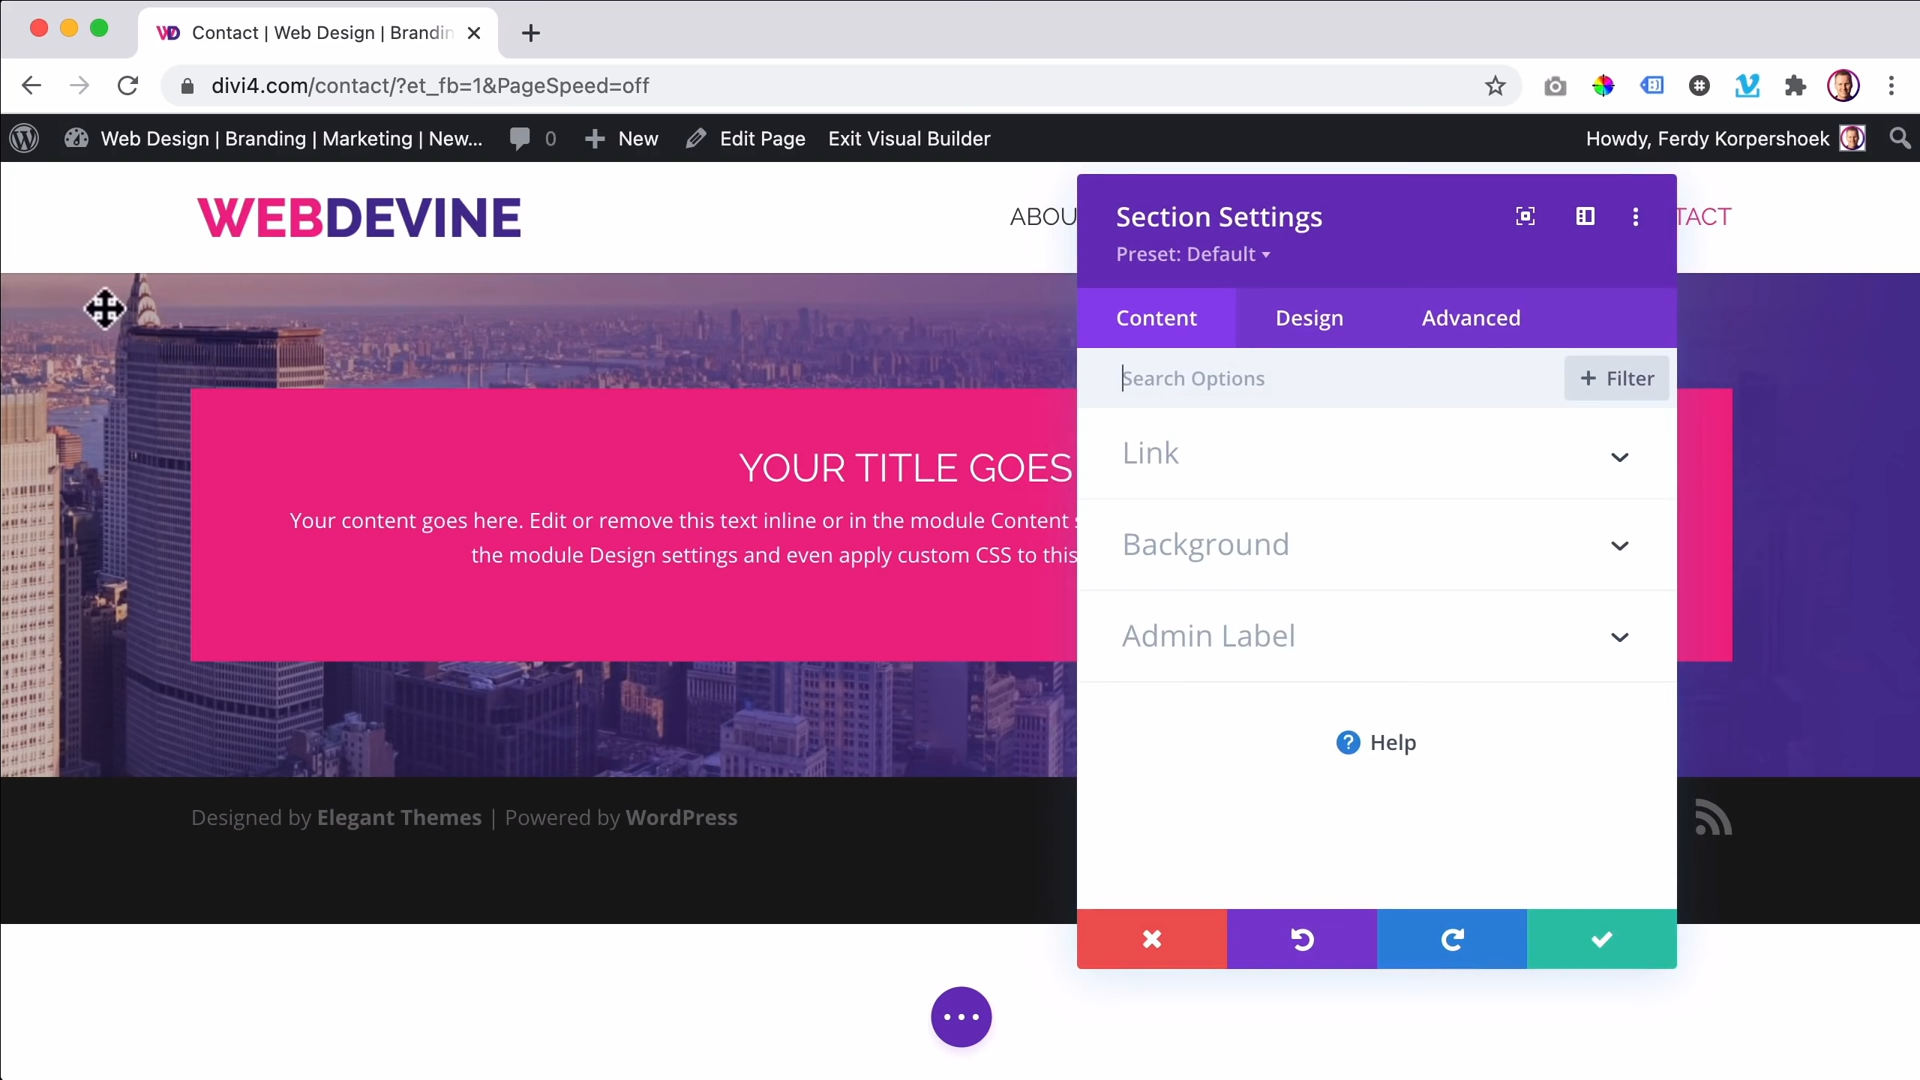 Contact | Web Design | Brandin
divi4.com/contact/?et_fb=1&PageSpeed=off
Web Design | Branding | Marketing | New... 0 New Edit Page Exit Visual Builder Howdy, Ferdy Korpershoek
WEBDEVINE
ABOU
TACT
Section Settings
Preset: Default
Content Design Advanced
Search Options
+ Filter
YOUR TITLE GOES
Your content goes here. Edit or remove this text inline or in the module Content
the module Design settings and even apply custom CSS to this
Link
Background
Admin Label
? Help
Designed by Elegant Themes | Powered by WordPress